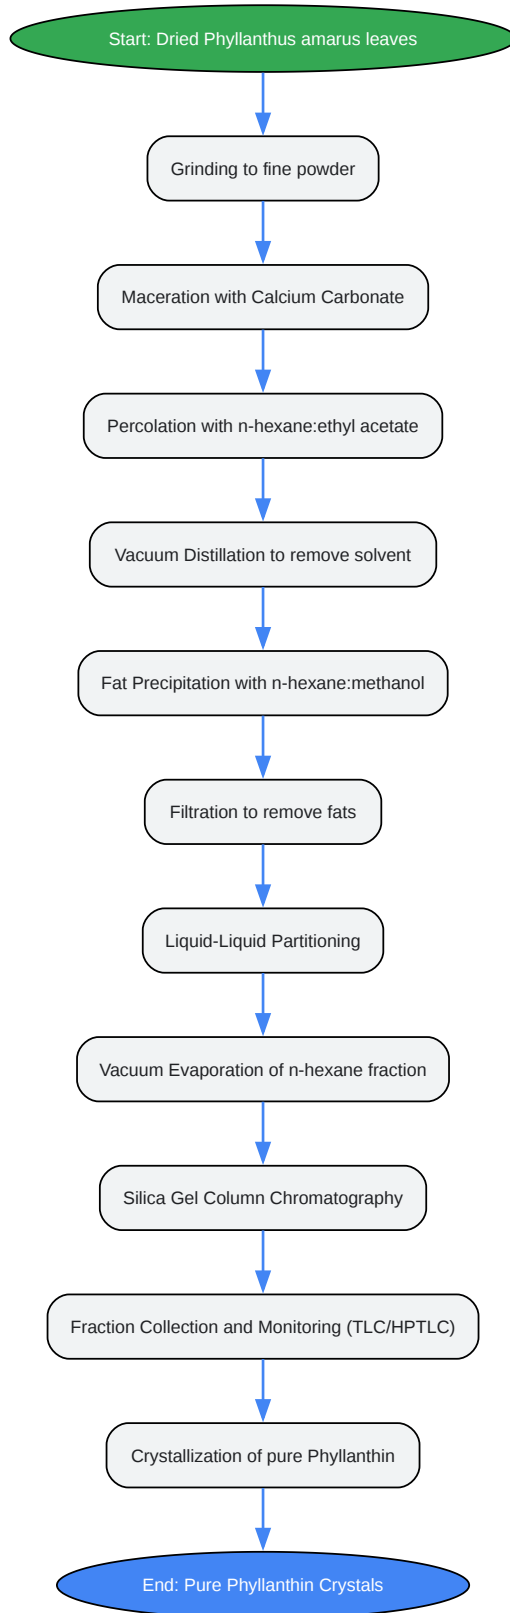 Start: Dried Phyllanthus amarus leaves
Grinding to fine powder
Maceration with Calcium Carbonate
Percolation with n-hexane:ethyl acetate
Vacuum Distillation to remove solvent
Fat Precipitation with n-hexane:methanol
Filtration to remove fats
Liquid-Liquid Partitioning
Vacuum Evaporation of n-hexane fraction
Silica Gel Column Chromatography
Fraction Collection and Monitoring (TLC/HPTLC)
Crystallization of pure Phyllanthin
End: Pure Phyllanthin Crystals